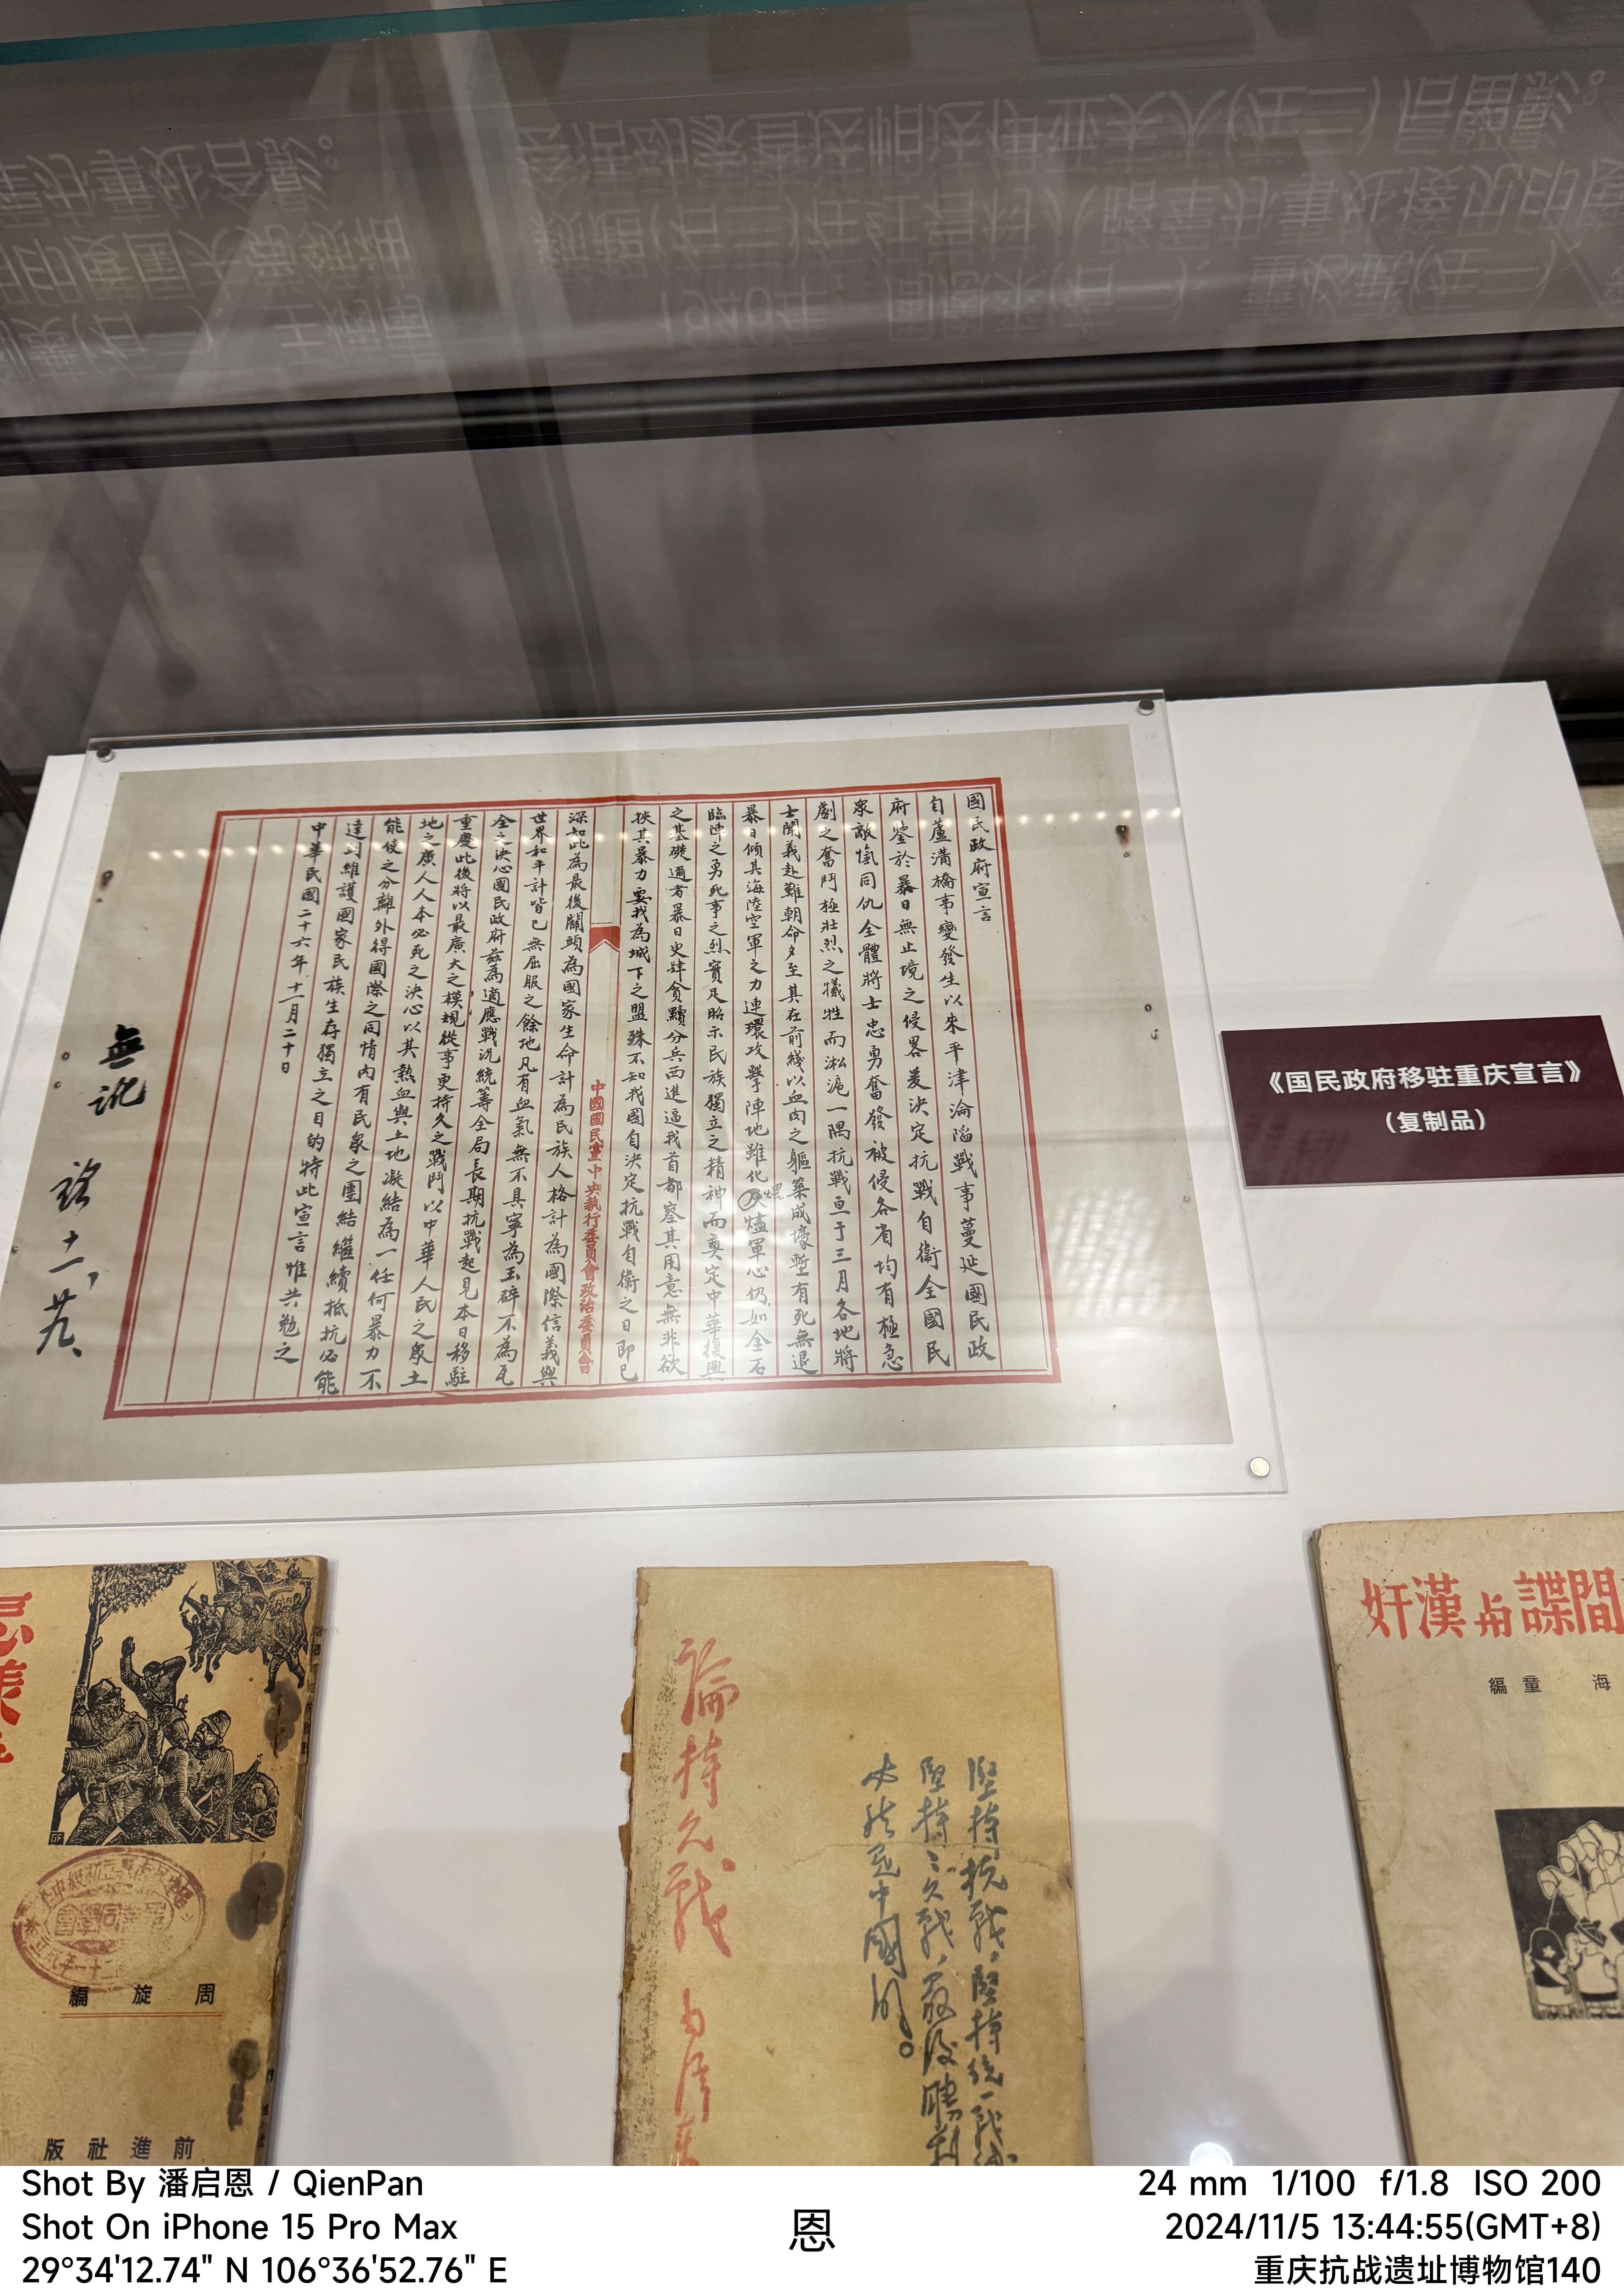 國民政府宣言
自蘆溝橋事變發生以來平津淪陷戰事蔓延國民政
府鑒於暴日無止境之侵畧爰決定抗戰自衞全國民
衆敵愾同仇全體將士忠勇奮發被侵各省均有極急
劇之奮鬥極壯烈之犧牲而淞滬一隅抗戰亘于三月各地將
士聞義赴難朝命夕至其在前綫以血肉之軀築成壕塹有死無退
暴日傾其海陸空軍之力連環攻擊陣地雖化煨燼軍心仍如金石
臨陣之勇死事之烈實足昭示民族獨立之精神而奠定中華復興
之基礎邇者暴日更肆貪黷分兵西進逼我首都察其用意無非欲
挾其暴力要我為城下之盟殊不知我國自決定抗戰自衞之日即已
中國國民黨中央執行委員會政治委員會
深知此為最後關頭為國家生命計為民族人格計為國際信義與
世界和平計皆已無屈服之餘地凡有血氣無不具寧為玉碎不為瓦
全之決心國民政府茲為適應戰況統籌全局長期抗戰起見本日移駐
重慶此後將以最廣大之模規從事更持久之戰鬥以中華人民之衆土
地之廣人人本必死之決心以其熱血與土地凝結為一任何暴力不
能使之分離外得國際之同情內有民衆之團結繼續抵抗必能
達到維護國家民族生存獨立之目的特此宣言惟共勉之
中華民國二十六年十一月二十日
《国民政府移驻重庆宣言》
（复制品）
周旋編
前進社版
論持久戰
堅持抗戰，堅持統一戰線
堅持持久戰，最後勝利
必然是中國的。
間諜與漢奸
海 童編
Shot By 潘启恩 / QienPan
Shot On iPhone 15 Pro Max
29°34'12.74" N 106°36'52.76" E
恩
24 mm 1/100 f/1.8 ISO 200
2024/11/5 13:44:55(GMT+8)
重庆抗战遗址博物馆140